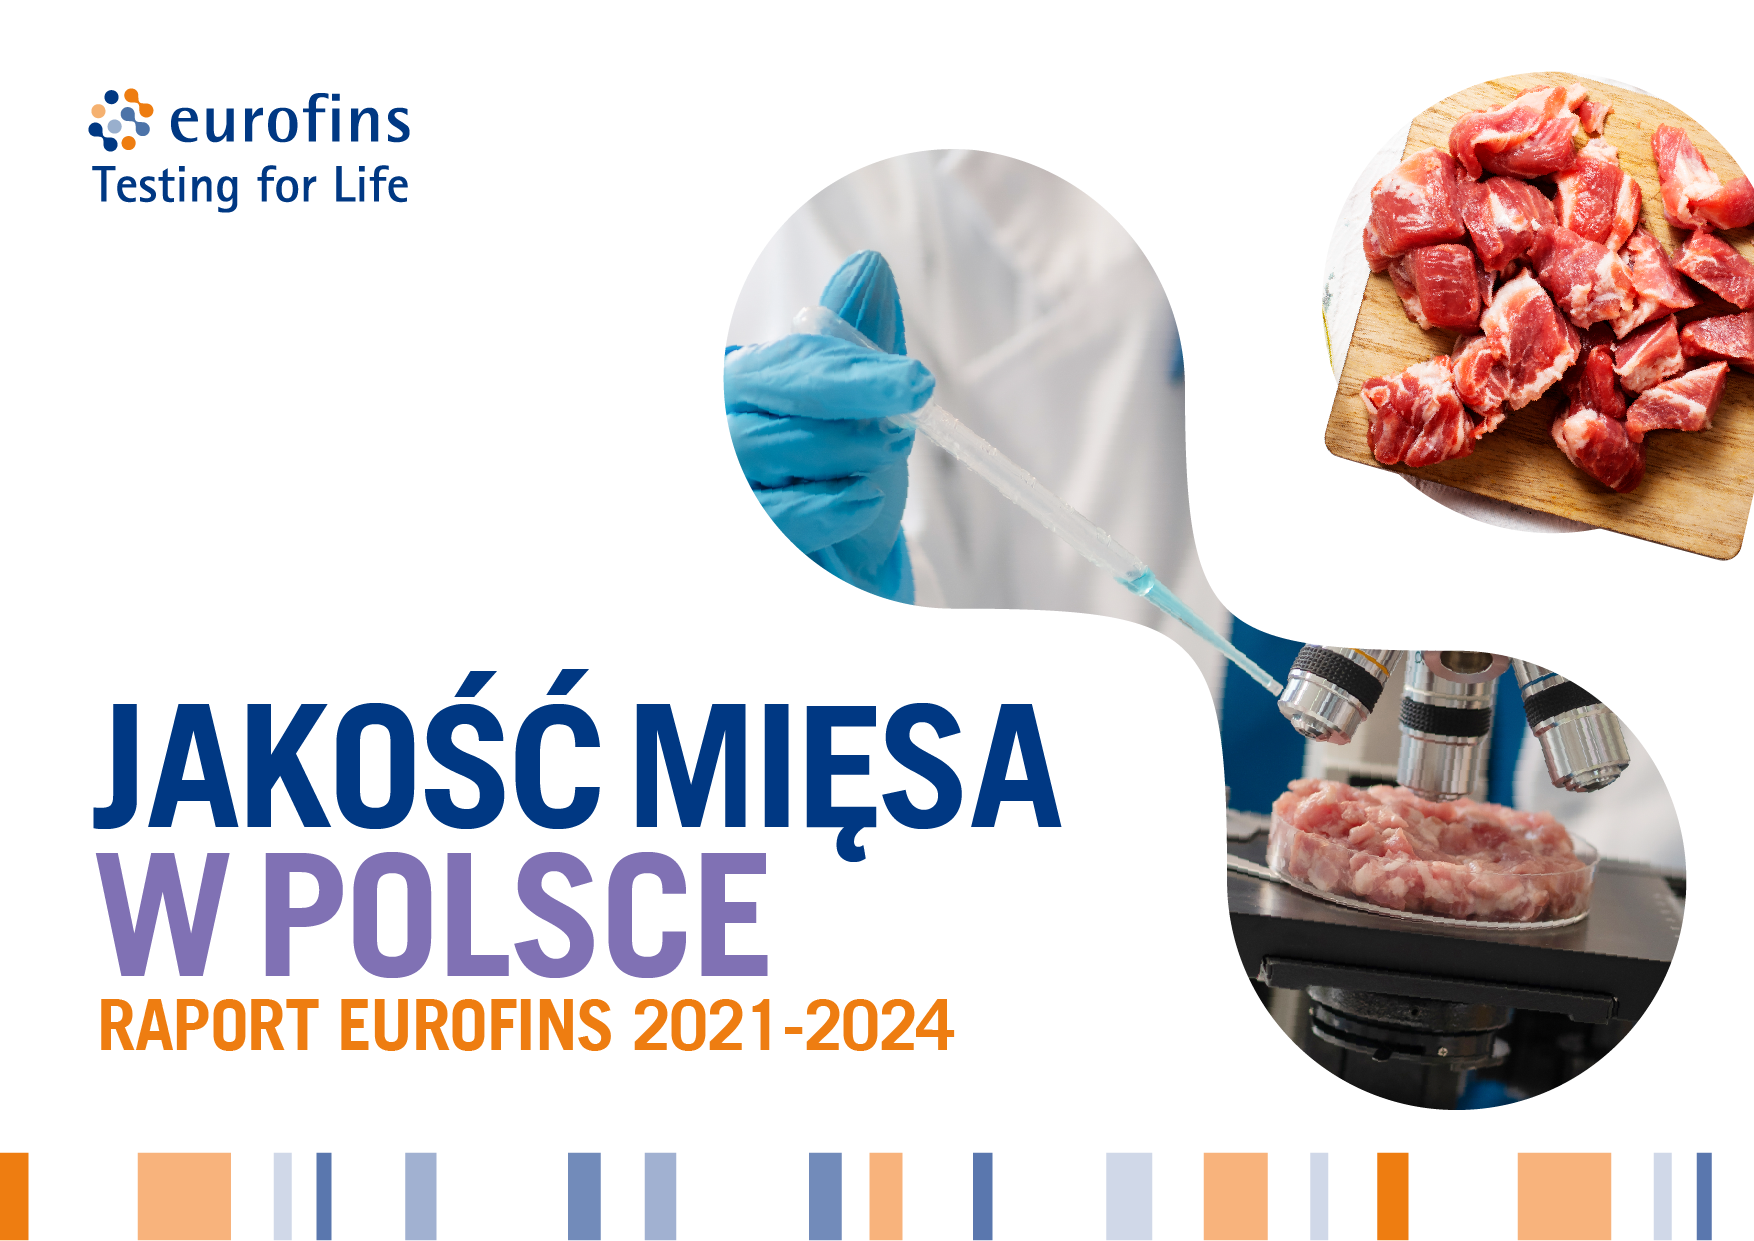 eurofins
Testing for Life
JAKOŚĆ MIĘSA
W POLSCE
RAPORT EUROFINS 2021-2024